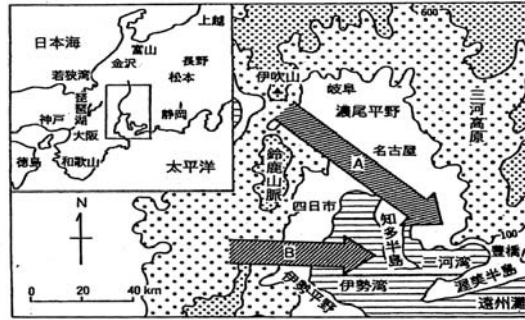 日本海
上越
富山
金沢
長野
松本
若狭湾
琵琶湖
神戸
大阪
静岡
徳島
和歌山
太平洋
N
0 20 40 km
600
伊吹山
岐阜
濃尾平野
三河高原
A
名古屋
鈴鹿山脈
四日市
知多半島
100
豊橋
B
三河湾
渥美半島
伊勢湾
伊勢平野
遠州灘